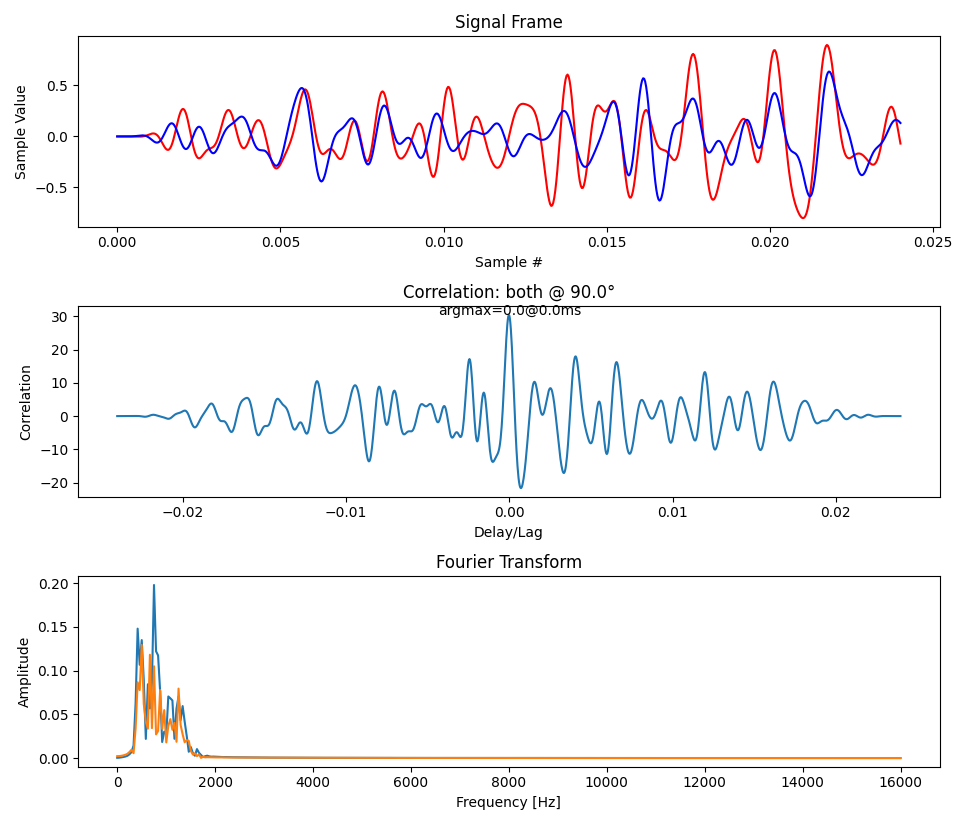 Signal Frame
Sample Value
0.5
0.0
−0.5
0.000 0.005 0.010 0.015 0.020 0.025
Sample #
Correlation: both @ 90.0°
argmax=0.0@0.0ms
Correlation
30
20
10
0
−10
−20
−0.02 −0.01 0.00 0.01 0.02
Delay/Lag
Fourier Transform
Amplitude
0.20
0.15
0.10
0.05
0.00
0 2000 4000 6000 8000 10000 12000 14000 16000
Frequency [Hz]